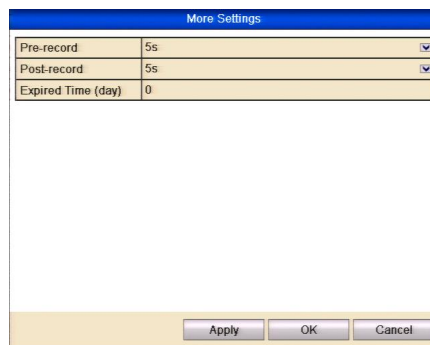 More Settings
Pre-record 5s
Post-record 5s
Expired Time (day) 0
Apply OK Cancel